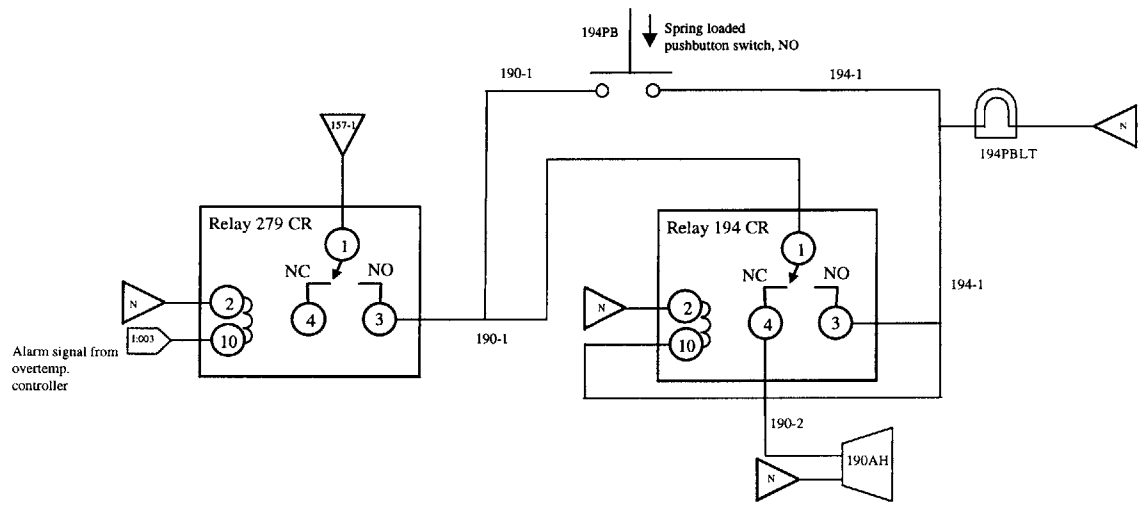 194PB
Spring loaded
pushbutton switch, NO
190-1
194-1
157-1
N
194PBLT
Relay 279 CR
1
NC
NO
N
2
4
3
10
I:003
Alarm signal from
overtemp.
controller
190-1
Relay 194 CR
1
NC
NO
N
2
4
3
10
194-1
190-2
190AH
N